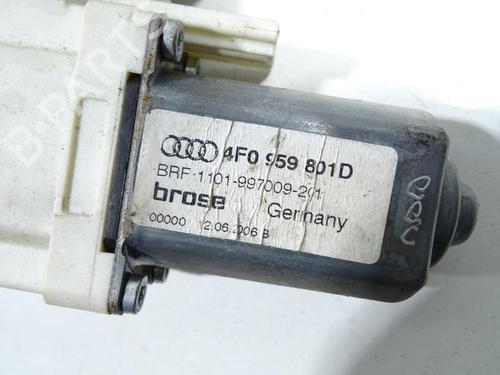 4F0 959 801D
BRF 1101-997009-201
brose Germany
00000 12.06.2006 B
B-PARTS